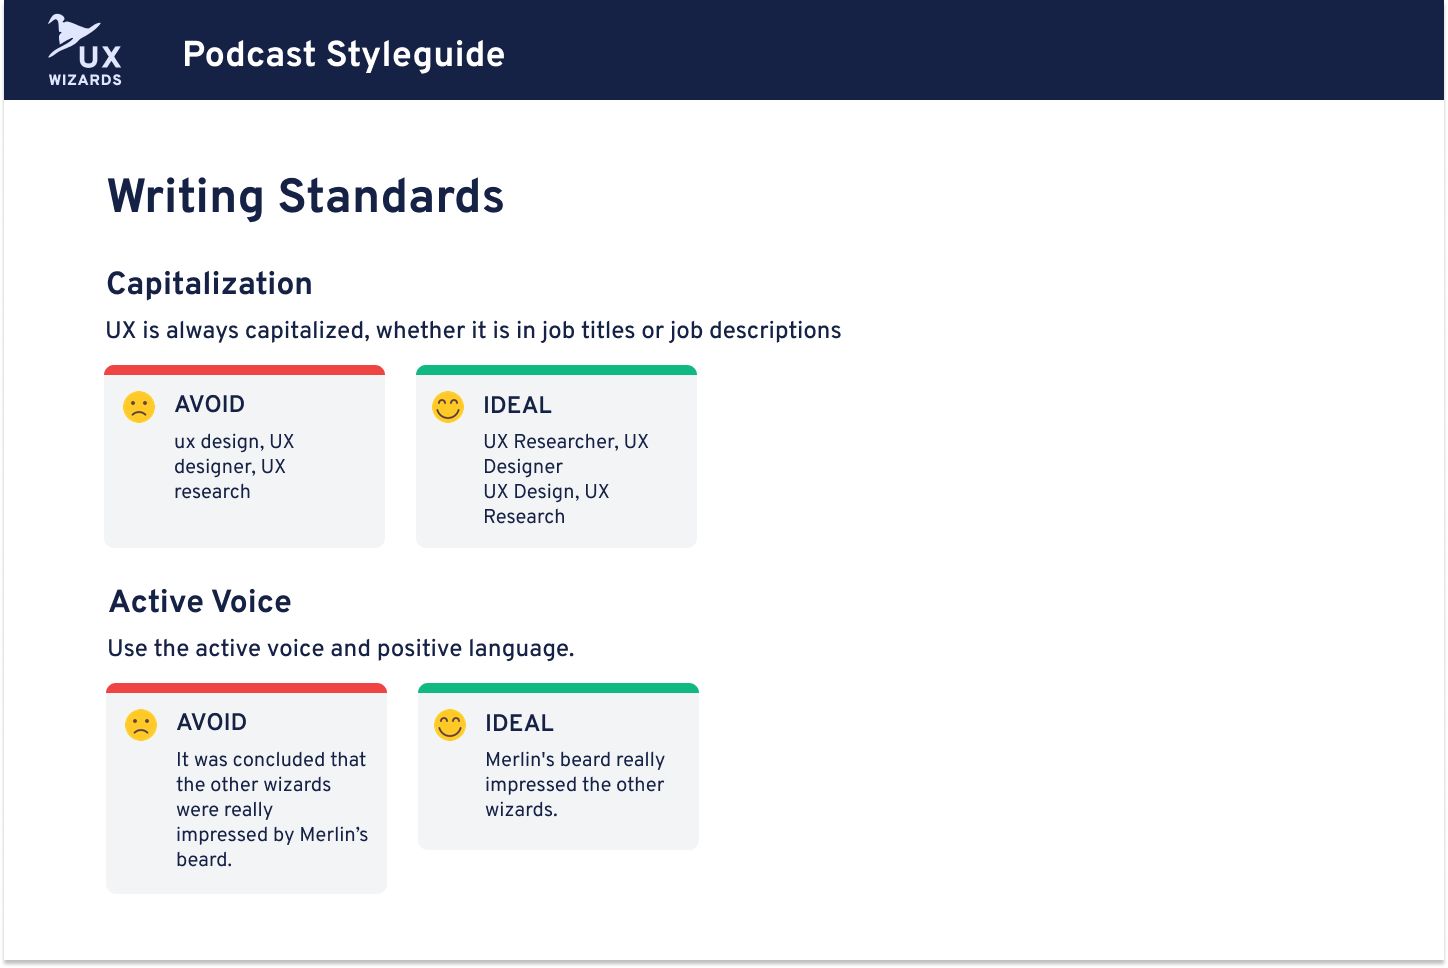 UX
WIZARDS
Podcast Styleguide
Writing Standards
Capitalization
UX is always capitalized, whether it is in job titles or job descriptions
AVOID
ux design, UX
designer, UX
research
IDEAL
UX Researcher, UX
Designer
UX Design, UX
Research
Active Voice
Use the active voice and positive language.
AVOID
It was concluded that
the other wizards
were really
impressed by Merlin’s
beard.
IDEAL
Merlin's beard really
impressed the other
wizards.